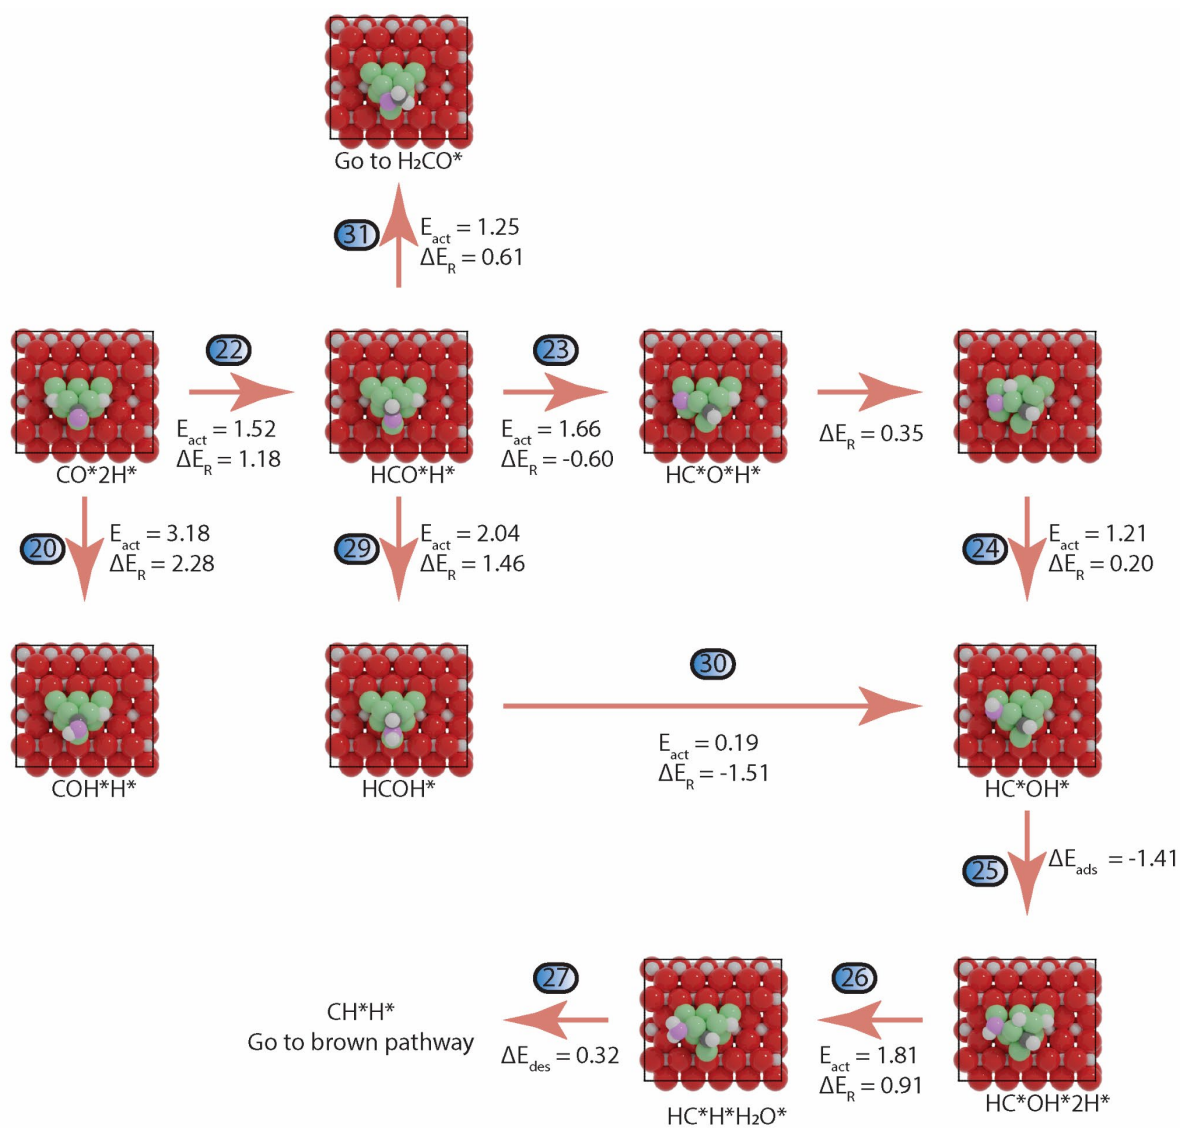 Go to H₂CO*
31
E_act = 1.25
ΔE_R = 0.61
22
23
E_act = 1.52
ΔE_R = 1.18
E_act = 1.66
ΔE_R = -0.60
ΔE_R = 0.35
CO*2H*
HCO*H*
HC*O*H*
20
E_act = 3.18
ΔE_R = 2.28
29
E_act = 2.04
ΔE_R = 1.46
24
E_act = 1.21
ΔE_R = 0.20
30
E_act = 0.19
ΔE_R = -1.51
COH*H*
HCOH*
HC*OH*
25
ΔE_ads = -1.41
CH*H*
Go to brown pathway
27
ΔE_des = 0.32
26
E_act = 1.81
ΔE_R = 0.91
HC*H*H₂O*
HC*OH*2H*